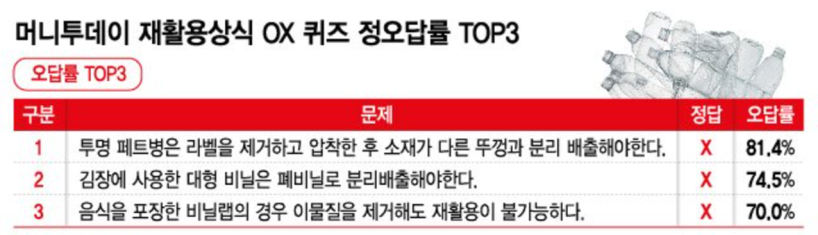 머니투데이 재활용상식 OX 퀴즈 정오답률 TOP3
오답률 TOP3
구분 문제 정답 오답률
1 투명 페트병은 라벨을 제거하고 압착한 후 소재가 다른 뚜껑과 분리 배출해야한다. X 81.4%
2 김장에 사용한 대형 비닐은 폐비닐로 분리배출해야한다. X 74.5%
3 음식을 포장한 비닐랩의 경우 이물질을 제거해도 재활용이 불가능하다. X 70.0%